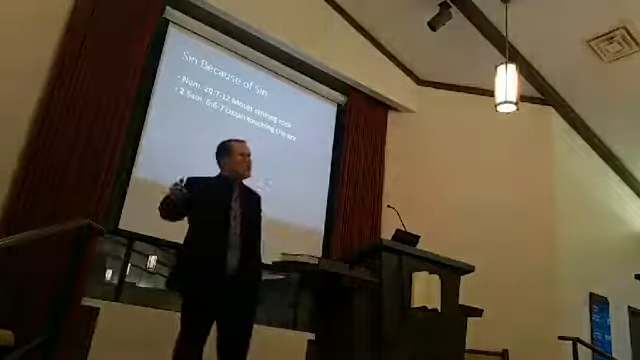 Sin Because of Sin
• Num. 20:7-12 Moses striking rock
• 2 Sam. 6:6-7 Uzzah touching the ark